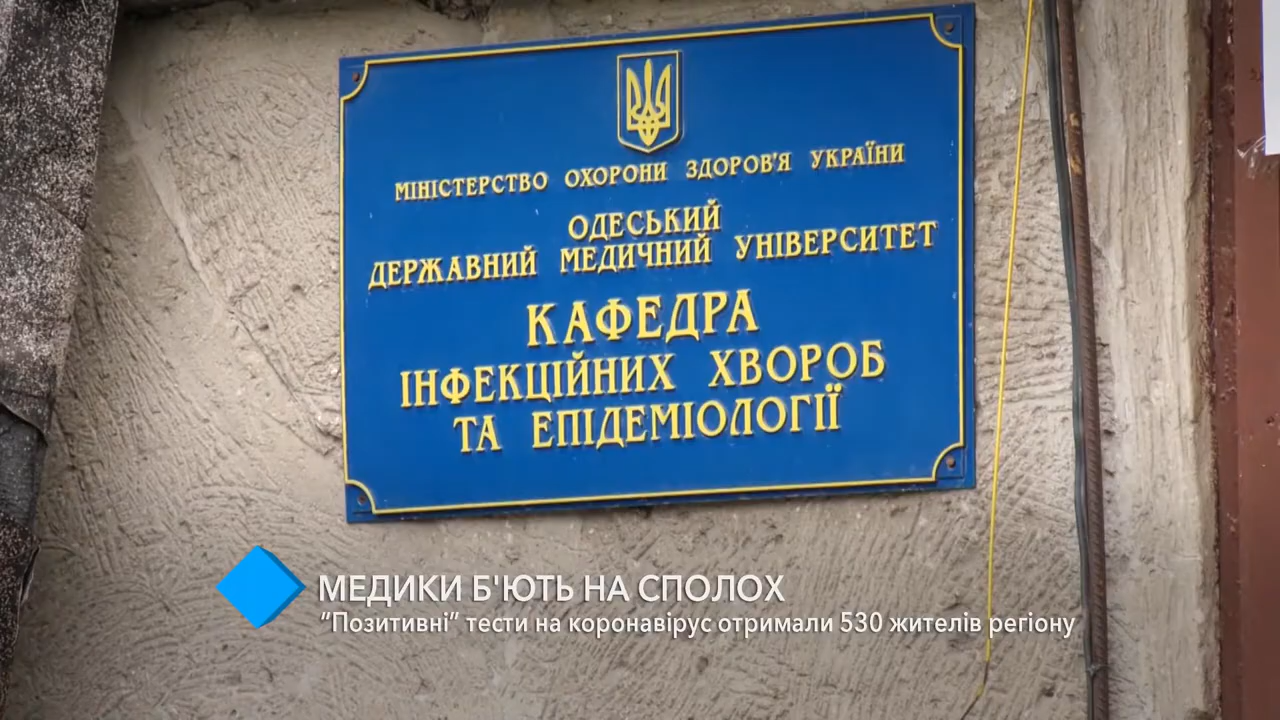 МІНІСТЕРСТВО ОХОРОНИ ЗДОРОВ'Я УКРАЇНИ
ОДЕСЬКИЙ
ДЕРЖАВНИЙ МЕДИЧНИЙ УНІВЕРСИТЕТ
КАФЕДРА
ІНФЕКЦІЙНИХ ХВОРОБ
ТА ЕПІДЕМІОЛОГІЇ
МЕДИКИ Б'ЮТЬ НА СПОЛОХ
“Позитивні” тести на коронавірус отримали 530 жителів регіону